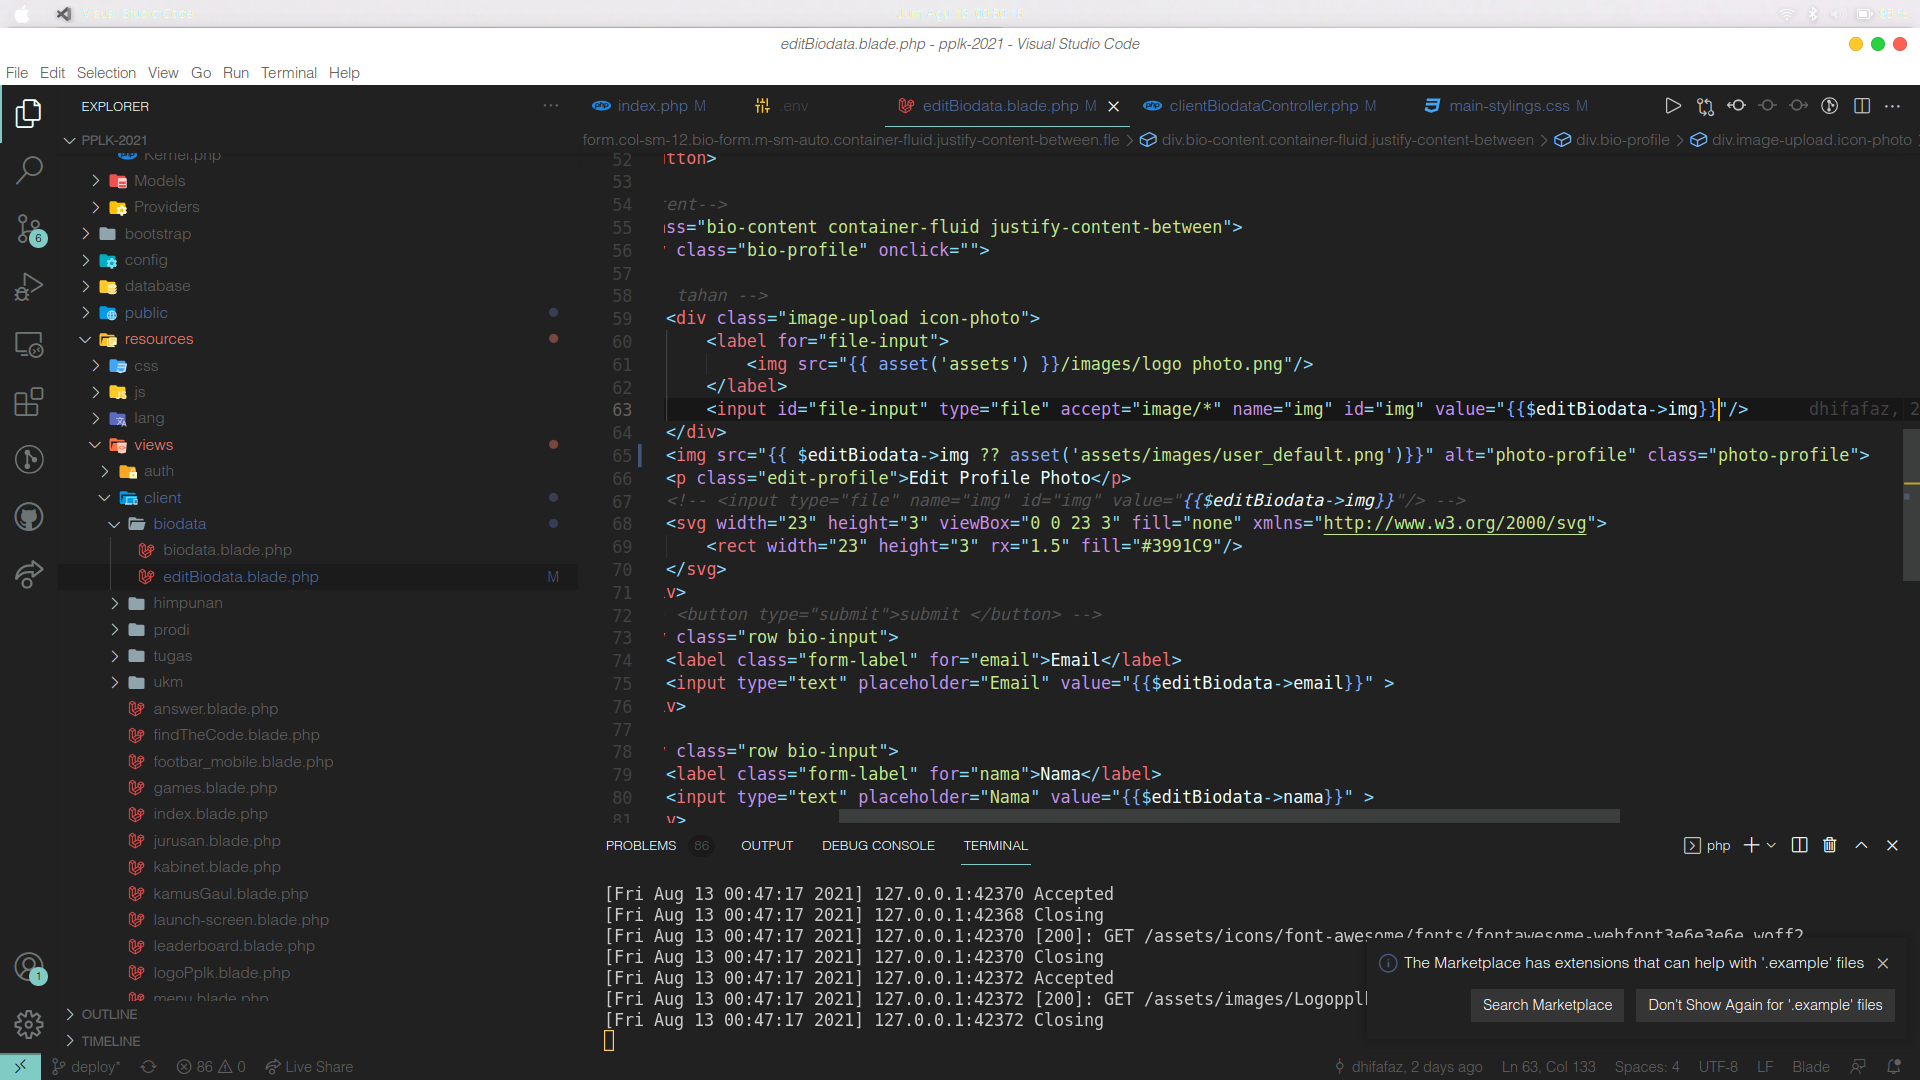 editBiodata.blade.php - pplk-2021 - Visual Studio Code
File Edit Selection View Go Run Terminal Help
EXPLORER
index.php M
.env
editBiodata.blade.php M
clientBiodataController.php M
main-stylings.css M
PPLK-2021
form.col-sm-12.bio-form.m-sm-auto.container-fluid.justify-content-between.fle
div.bio-content.container-fluid.justify-content-between
div.bio-profile
div.image-upload.icon-photo
Kernel.php
Models
Providers
bootstrap
config
database
public
resources
css
js
lang
views
auth
client
biodata
biodata.blade.php
editBiodata.blade.php M
himpunan
prodi
tugas
ukm
answer.blade.php
findTheCode.blade.php
footbar_mobile.blade.php
games.blade.php
index.blade.php
jurusan.blade.php
kabinet.blade.php
kamusGaul.blade.php
launch-screen.blade.php
leaderboard.blade.php
logoPplk.blade.php
menu.blade.php
OUTLINE
TIMELINE
6
1
52 tton>
53
54 ent-->
55 ss="bio-content container-fluid justify-content-between">
56 class="bio-profile" onclick="">
57
58 tahan -->
59 <div class="image-upload icon-photo">
60 <label for="file-input">
61 <img src="{{ asset('assets') }}/images/logo photo.png"/>
62 </label>
63 <input id="file-input" type="file" accept="image/*" name="img" id="img" value="{{$editBiodata->img}}"/> dhifafaz, 2
64 </div>
65 <img src="{{ $editBiodata->img ?? asset('assets/images/user_default.png')}}" alt="photo-profile" class="photo-profile">
66 <p class="edit-profile">Edit Profile Photo</p>
67 <!-- <input type="file" name="img" id="img" value="{{$editBiodata->img}}"/> -->
68 <svg width="23" height="3" viewBox="0 0 23 3" fill="none" xmlns="http://www.w3.org/2000/svg">
69 <rect width="23" height="3" rx="1.5" fill="#3991C9"/>
70 </svg>
71 v>
72 <button type="submit">submit </button> -->
73 class="row bio-input">
74 <label class="form-label" for="email">Email</label>
75 <input type="text" placeholder="Email" value="{{$editBiodata->email}}" >
76 v>
77
78 class="row bio-input">
79 <label class="form-label" for="nama">Nama</label>
80 <input type="text" placeholder="Nama" value="{{$editBiodata->nama}}" >
81 v>
PROBLEMS 86 OUTPUT DEBUG CONSOLE TERMINAL php
[Fri Aug 13 00:47:17 2021] 127.0.0.1:42370 Accepted
[Fri Aug 13 00:47:17 2021] 127.0.0.1:42368 Closing
[Fri Aug 13 00:47:17 2021] 127.0.0.1:42370 [200]: GET /assets/icons/font-awesome/fonts/fontawesome-webfont3e6e3e6e.woff2
[Fri Aug 13 00:47:17 2021] 127.0.0.1:42370 Closing
[Fri Aug 13 00:47:17 2021] 127.0.0.1:42372 Accepted
[Fri Aug 13 00:47:17 2021] 127.0.0.1:42372 [200]: GET /assets/images/Logoppl
[Fri Aug 13 00:47:17 2021] 127.0.0.1:42372 Closing
The Marketplace has extensions that can help with '.example' files
Search Marketplace
Don't Show Again for '.example' files
deploy* 86 0 Live Share
dhifafaz, 2 days ago Ln 63, Col 133 Spaces: 4 UTF-8 LF Blade